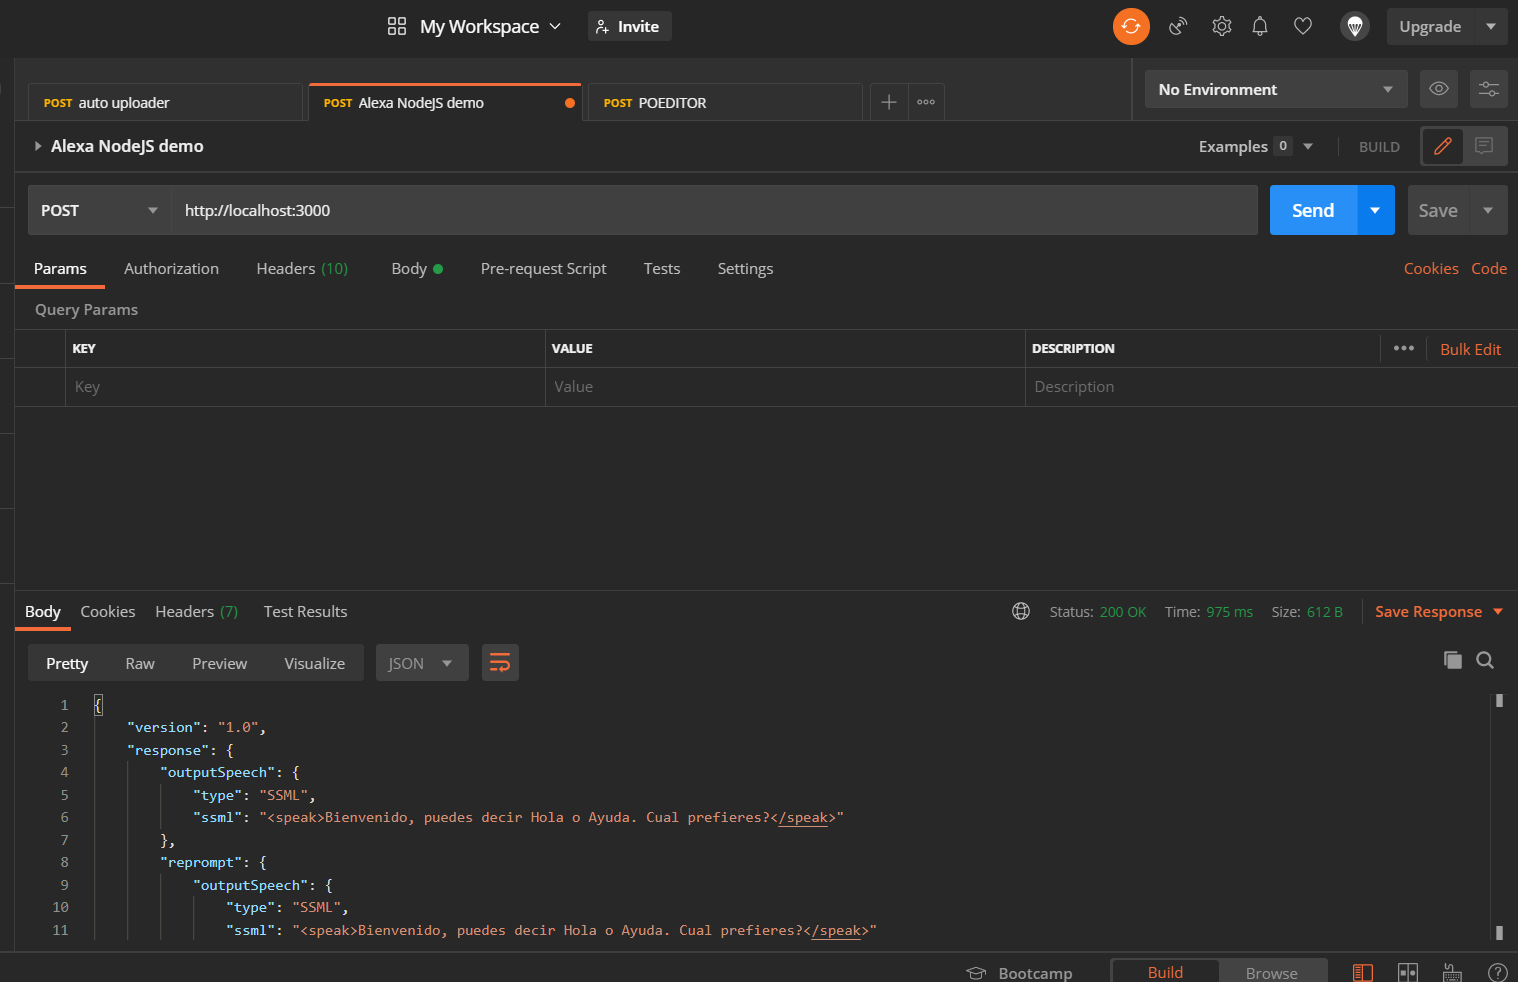 My Workspace Invite Upgrade
POST auto uploader POST Alexa NodeJS demo POST POEDITOR No Environment
Alexa NodeJS demo Examples 0 BUILD
POST http://localhost:3000 Send Save
Params Authorization Headers (10) Body Pre-request Script Tests Settings Cookies Code
Query Params
KEY VALUE DESCRIPTION Bulk Edit
Key Value Description
Body Cookies Headers (7) Test Results Status: 200 OK Time: 975 ms Size: 612 B Save Response
Pretty Raw Preview Visualize JSON
1 {
2 "version": "1.0",
3 "response": {
4 "outputSpeech": {
5 "type": "SSML",
6 "ssml": "<speak>Bienvenido, puedes decir Hola o Ayuda. Cual prefieres?</speak>"
7 },
8 "reprompt": {
9 "outputSpeech": {
10 "type": "SSML",
11 "ssml": "<speak>Bienvenido, puedes decir Hola o Ayuda. Cual prefieres?</speak>"
Bootcamp Build Browse